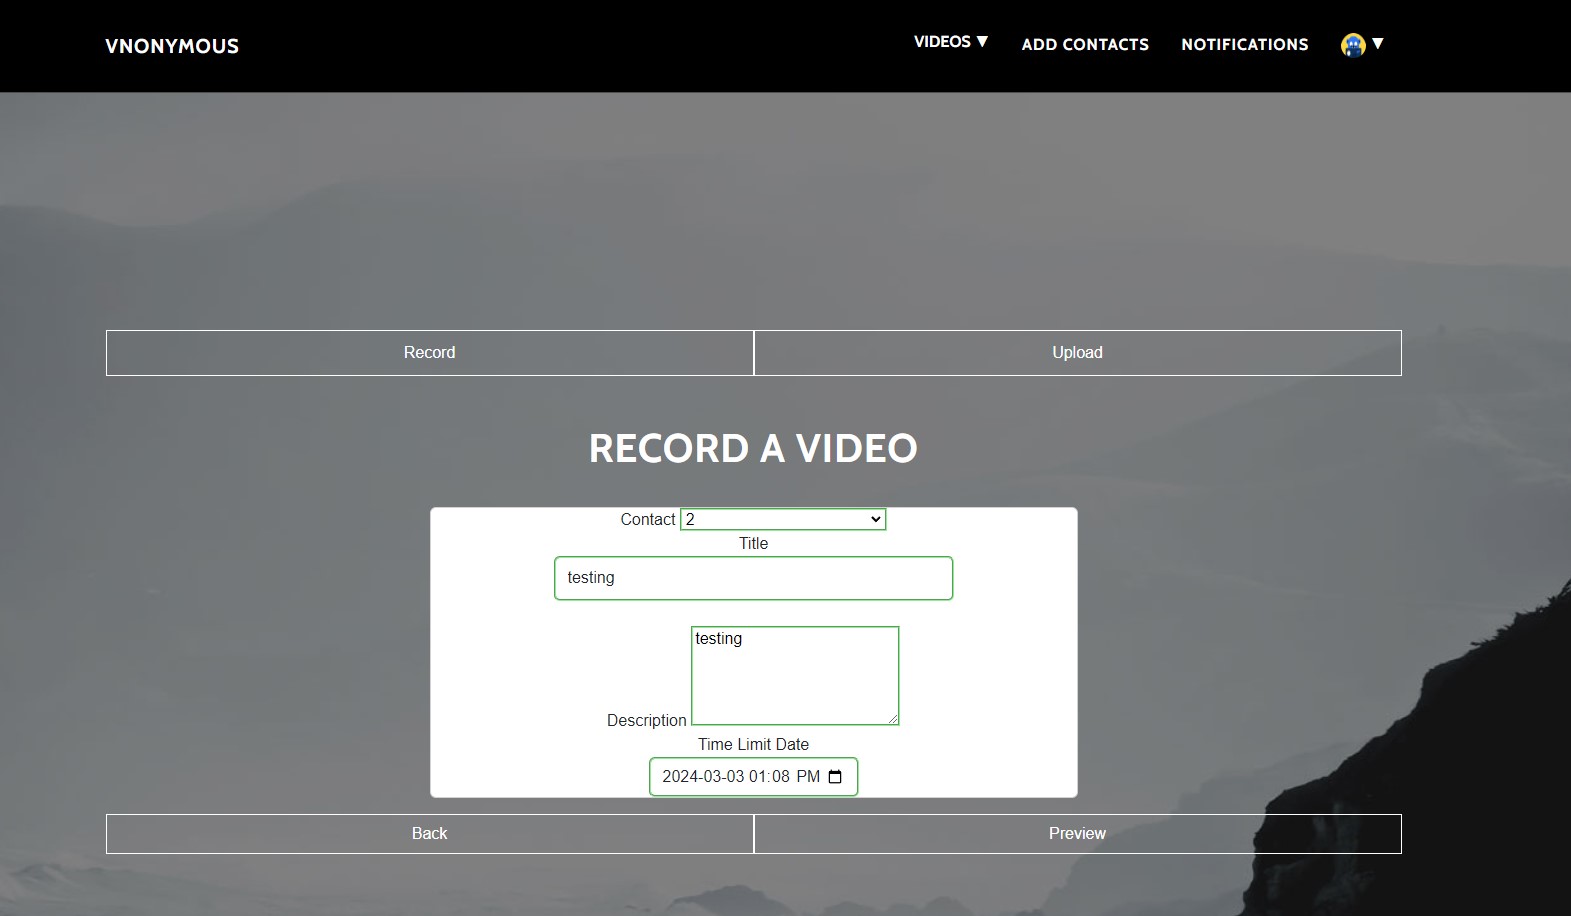 VNONYMOUS
VIDEOS ▼ ADD CONTACTS NOTIFICATIONS ▼
Record Upload
RECORD A VIDEO
Contact 2
Title
testing
testing
Description
Time Limit Date
2024-03-03 01:08 PM
Back Preview